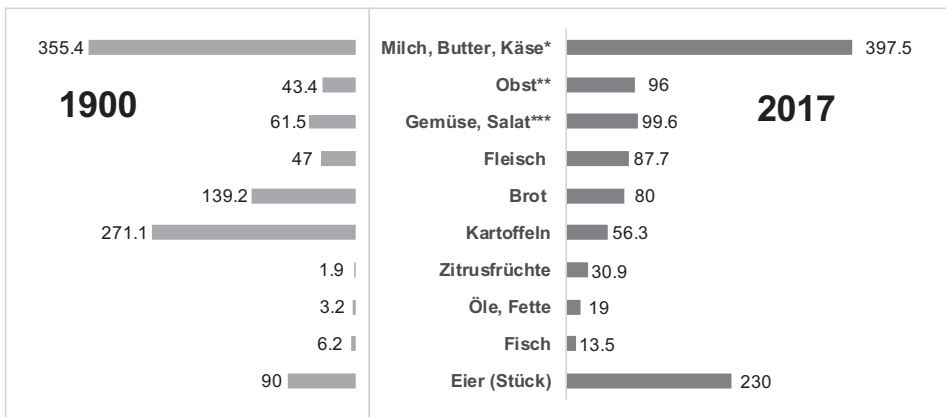 355.4 Milch, Butter, Käse* 397.5
43.4 Obst** 96
1900 2017
61.5 Gemüse, Salat*** 99.6
47 Fleisch 87.7
139.2 Brot 80
271.1 Kartoffeln 56.3
1.9 Zitrusfrüchte 30.9
3.2 Öle, Fette 19
6.2 Fisch 13.5
90 Eier (Stück) 230